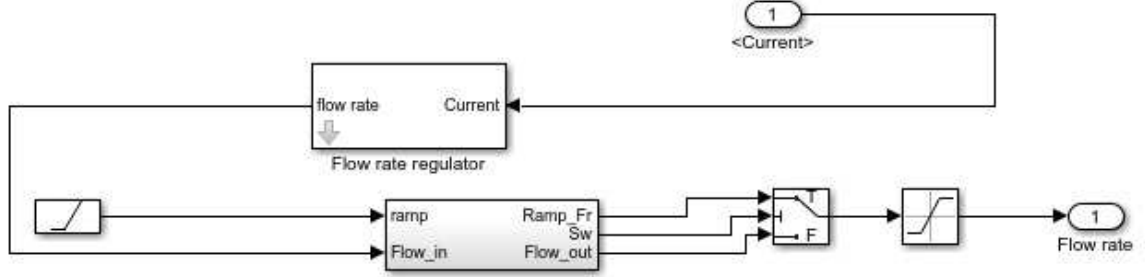 1
<Current>
flow rate
Current
Flow rate regulator
ramp
Ramp_Fr
Sw
Flow_in
Flow_out
T
F
1
Flow rate